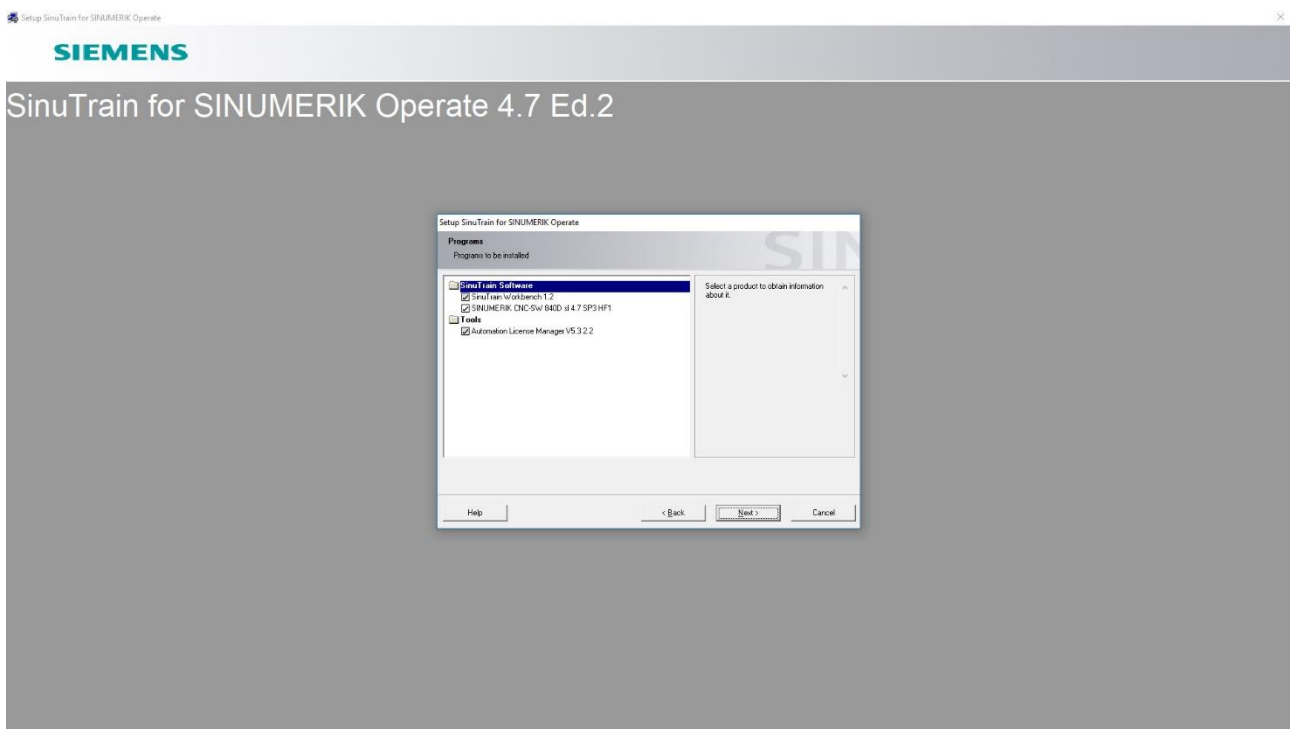 Setup SinuTrain for SINUMERIK Operate
SIEMENS
SinuTrain for SINUMERIK Operate 4.7 Ed.2
Setup SinuTrain for SINUMERIK Operate
Programs
Programs to be installed
SIN
SinuTrain Software
SinuTrain Workbench 1.2
SINUMERIK CNC-SW 840D sl 4.7 SP3 HF1
Tools
Automation License Manager V5.3.2.2
Select a product to obtain information
about it.
Help
< Back
Next >
Cancel